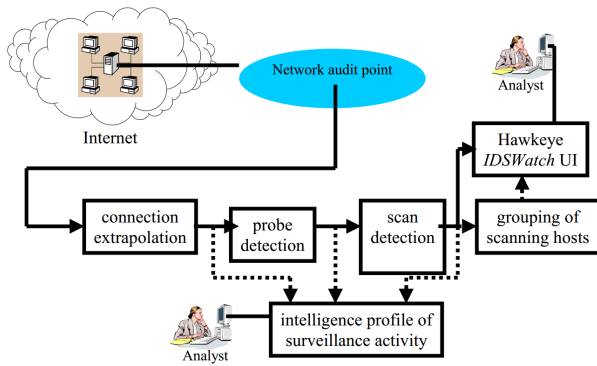 Network audit point
Internet
Analyst
Hawkeye
IDSWatch UI
connection
extrapolation
probe
detection
scan
detection
grouping of
scanning hosts
intelligence profile of
surveillance activity
Analyst